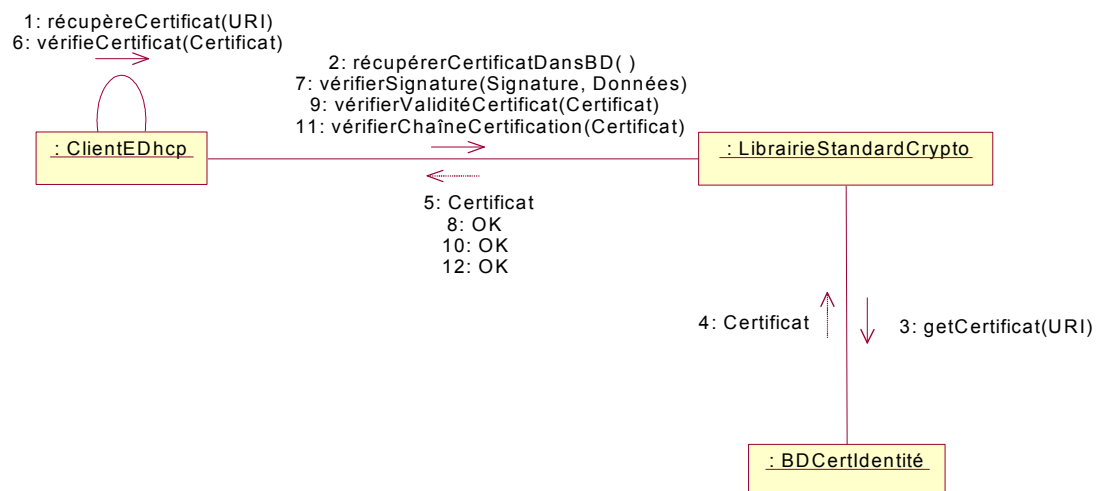 1: récupèreCertificat(URI)
6: vérifieCertificat(Certificat)
2: récupérerCertificatDansBD( )
7: vérifierSignature(Signature, Données)
9: vérifierValiditéCertificat(Certificat)
11: vérifierChaîneCertification(Certificat)
: ClientEDhcp
: LibrairieStandardCrypto
5: Certificat
8: OK
10: OK
12: OK
4: Certificat
3: getCertificat(URI)
: BDCertIdentité